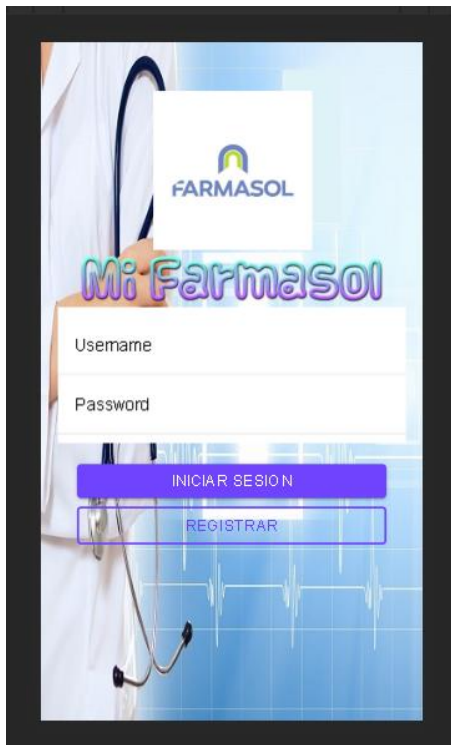 FARMASOL
Mi Farmasol
Username
Password
INICIAR SESION
REGISTRAR